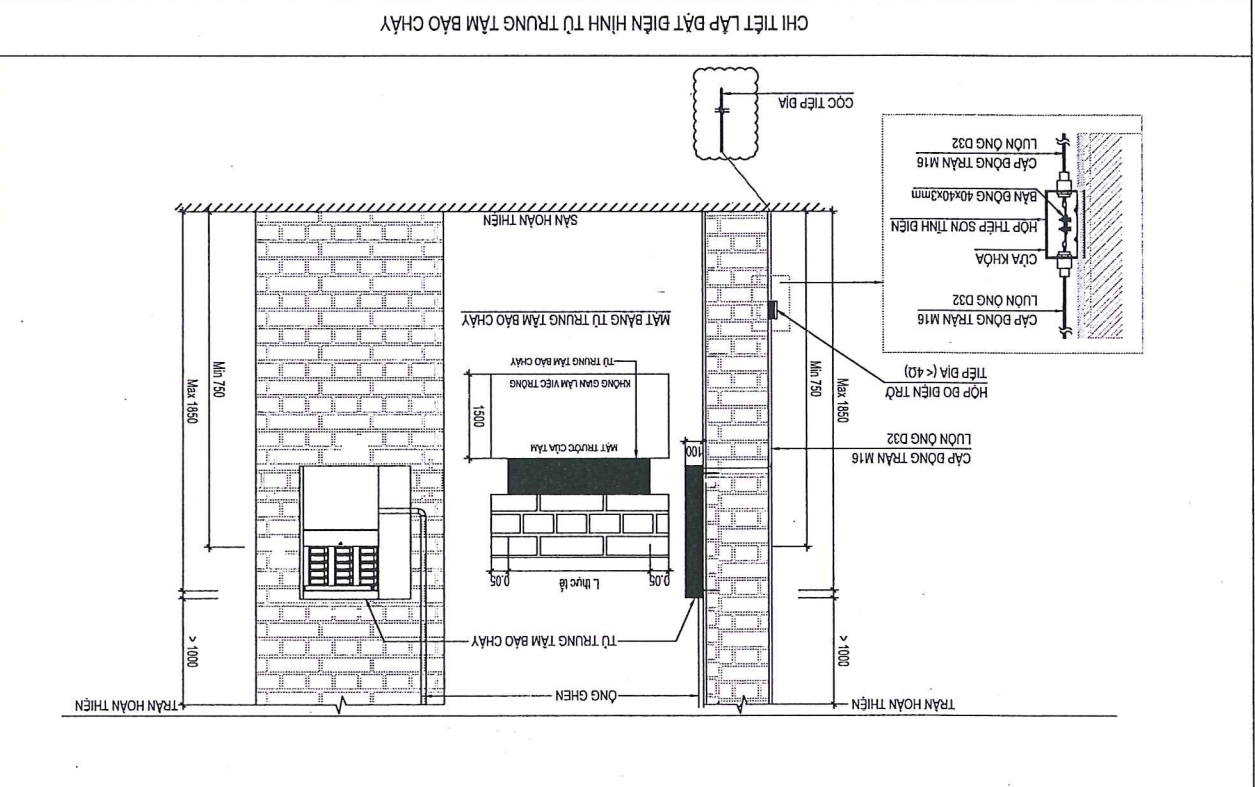 TRẦN HOÀN THIỆN
TRẦN HOÀN THIỆN
ỐNG GHEN
> 1000
> 1000
TỦ TRUNG TÂM BÁO CHÁY
0.05
L thực tế
0.05
CÁP ĐỒNG TRẦN M16
LUỒN ỐNG D32
100
MẶT TRƯỚC CỦA TÂM
1500
KHÔNG GIAN LÀM VIỆC TRỐNG
TỦ TRUNG TÂM BÁO CHÁY
MẶT BẰNG TỦ TRUNG TÂM BÁO CHÁY
Max 1850
Min 750
Max 1850
Min 750
HỘP ĐO ĐIỆN TRỞ
TIẾP ĐỊA (< 4Ω)
CÁP ĐỒNG TRẦN M16
LUỒN ỐNG D32
CỬA KHÓA
HỘP THÉP SƠN TĨNH ĐIỆN
BẢN ĐỒNG 40x40x3mm
CÁP ĐỒNG TRẦN M16
LUỒN ỐNG D32
SÀN HOÀN THIỆN
CỌC TIẾP ĐỊA
CHI TIẾT LẮP ĐẶT ĐIỂN HÌNH TỦ TRUNG TÂM BÁO CHÁY